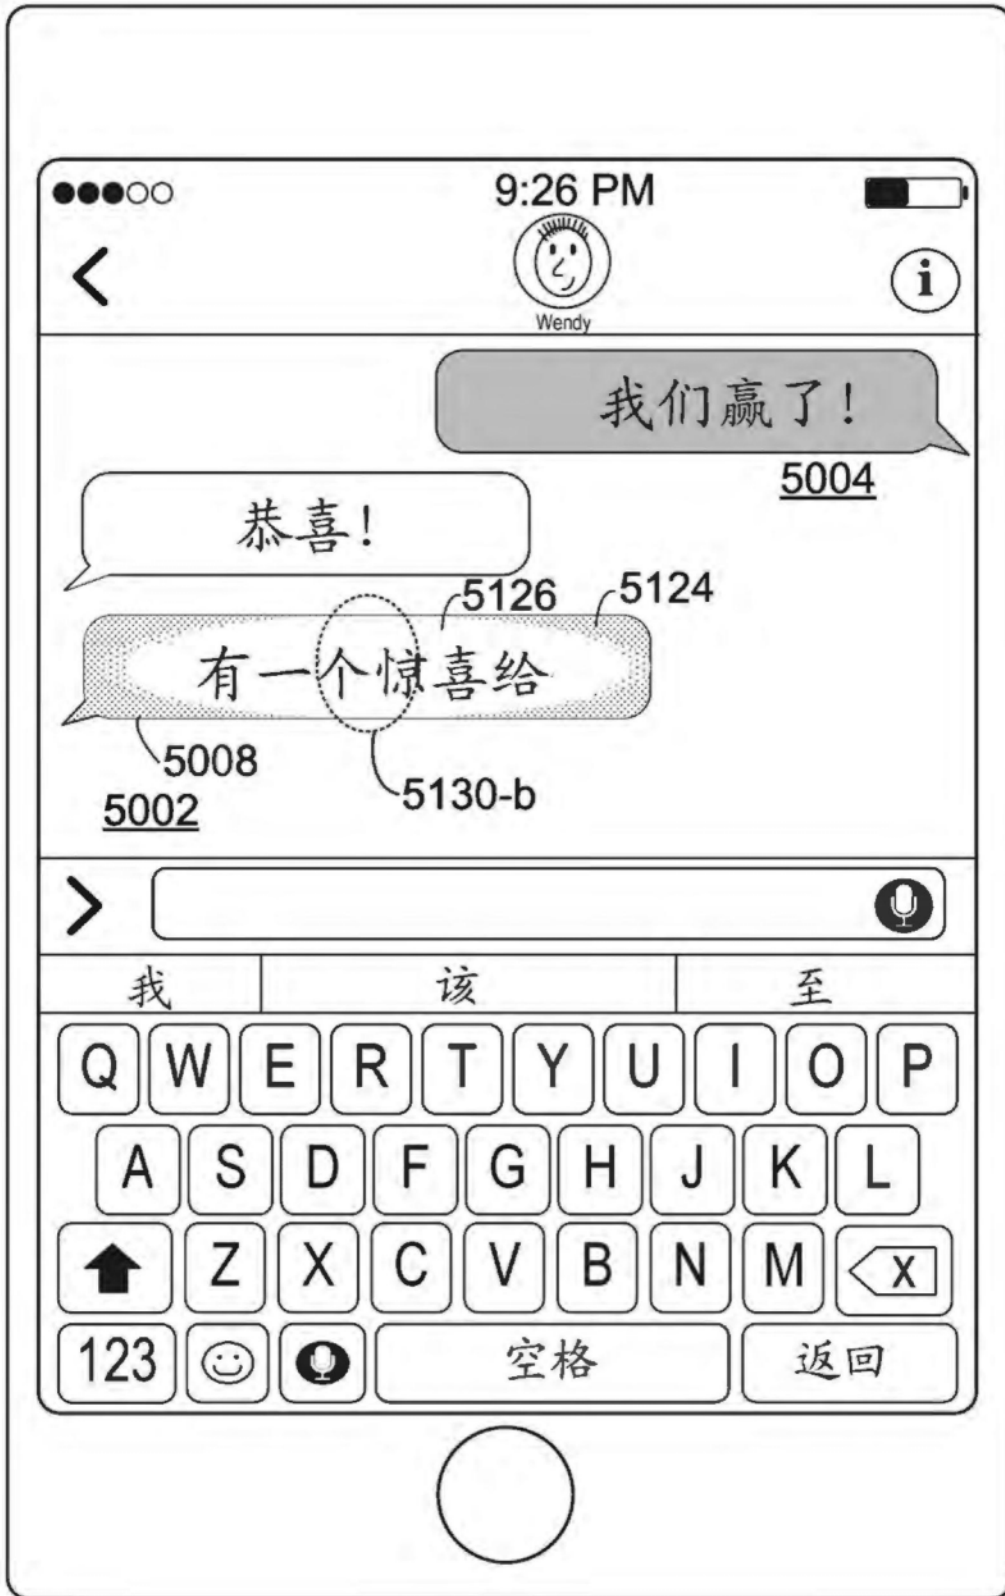 9:26 PM
i
Wendy
我们赢了!
5004
恭喜!
5126 5124
有一个惊喜给
5008
5130-b
5002
我 该 至
Q W E R T Y U I O P
A S D F G H J K L
Z X C V B N M X
123 空格 返回